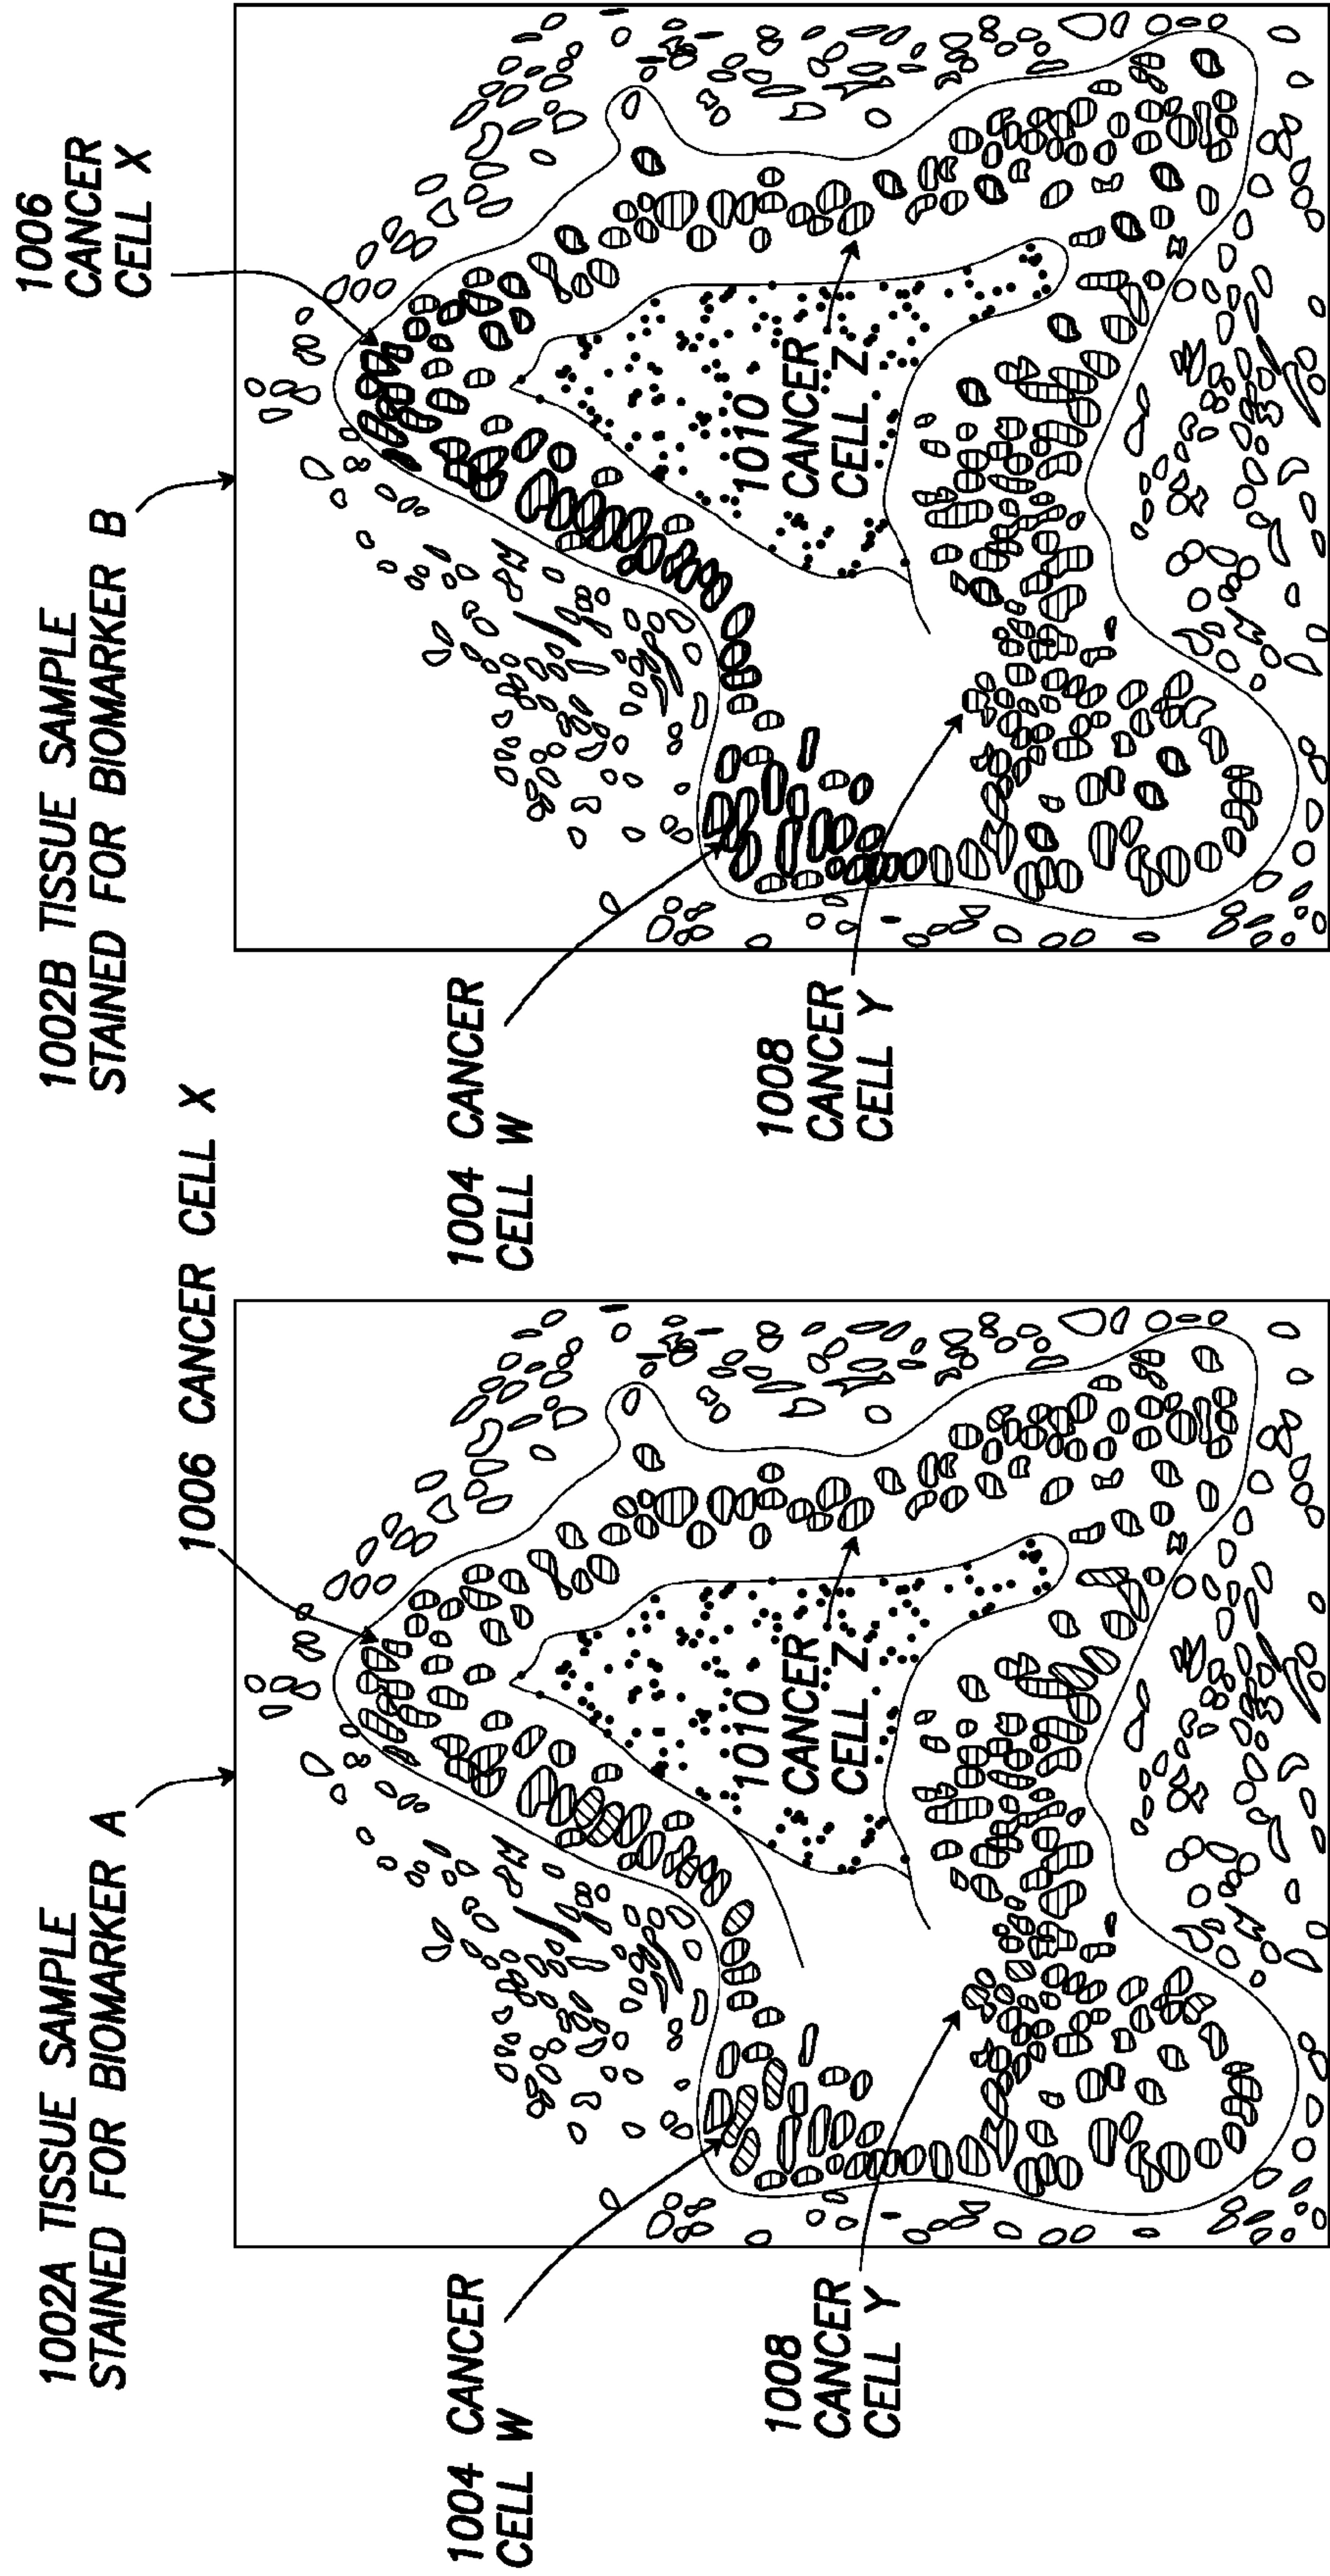 1002A TISSUE SAMPLE
STAINED FOR BIOMARKER A
1006 CANCER CELL X
1004 CANCER
CELL W
1008
CANCER
CELL Y
1010
CANCER
CELL Z
1002B TISSUE SAMPLE
STAINED FOR BIOMARKER B
1006
CANCER
CELL X
1004 CANCER
CELL W
1008
CANCER
CELL Y
1010
CANCER
CELL Z